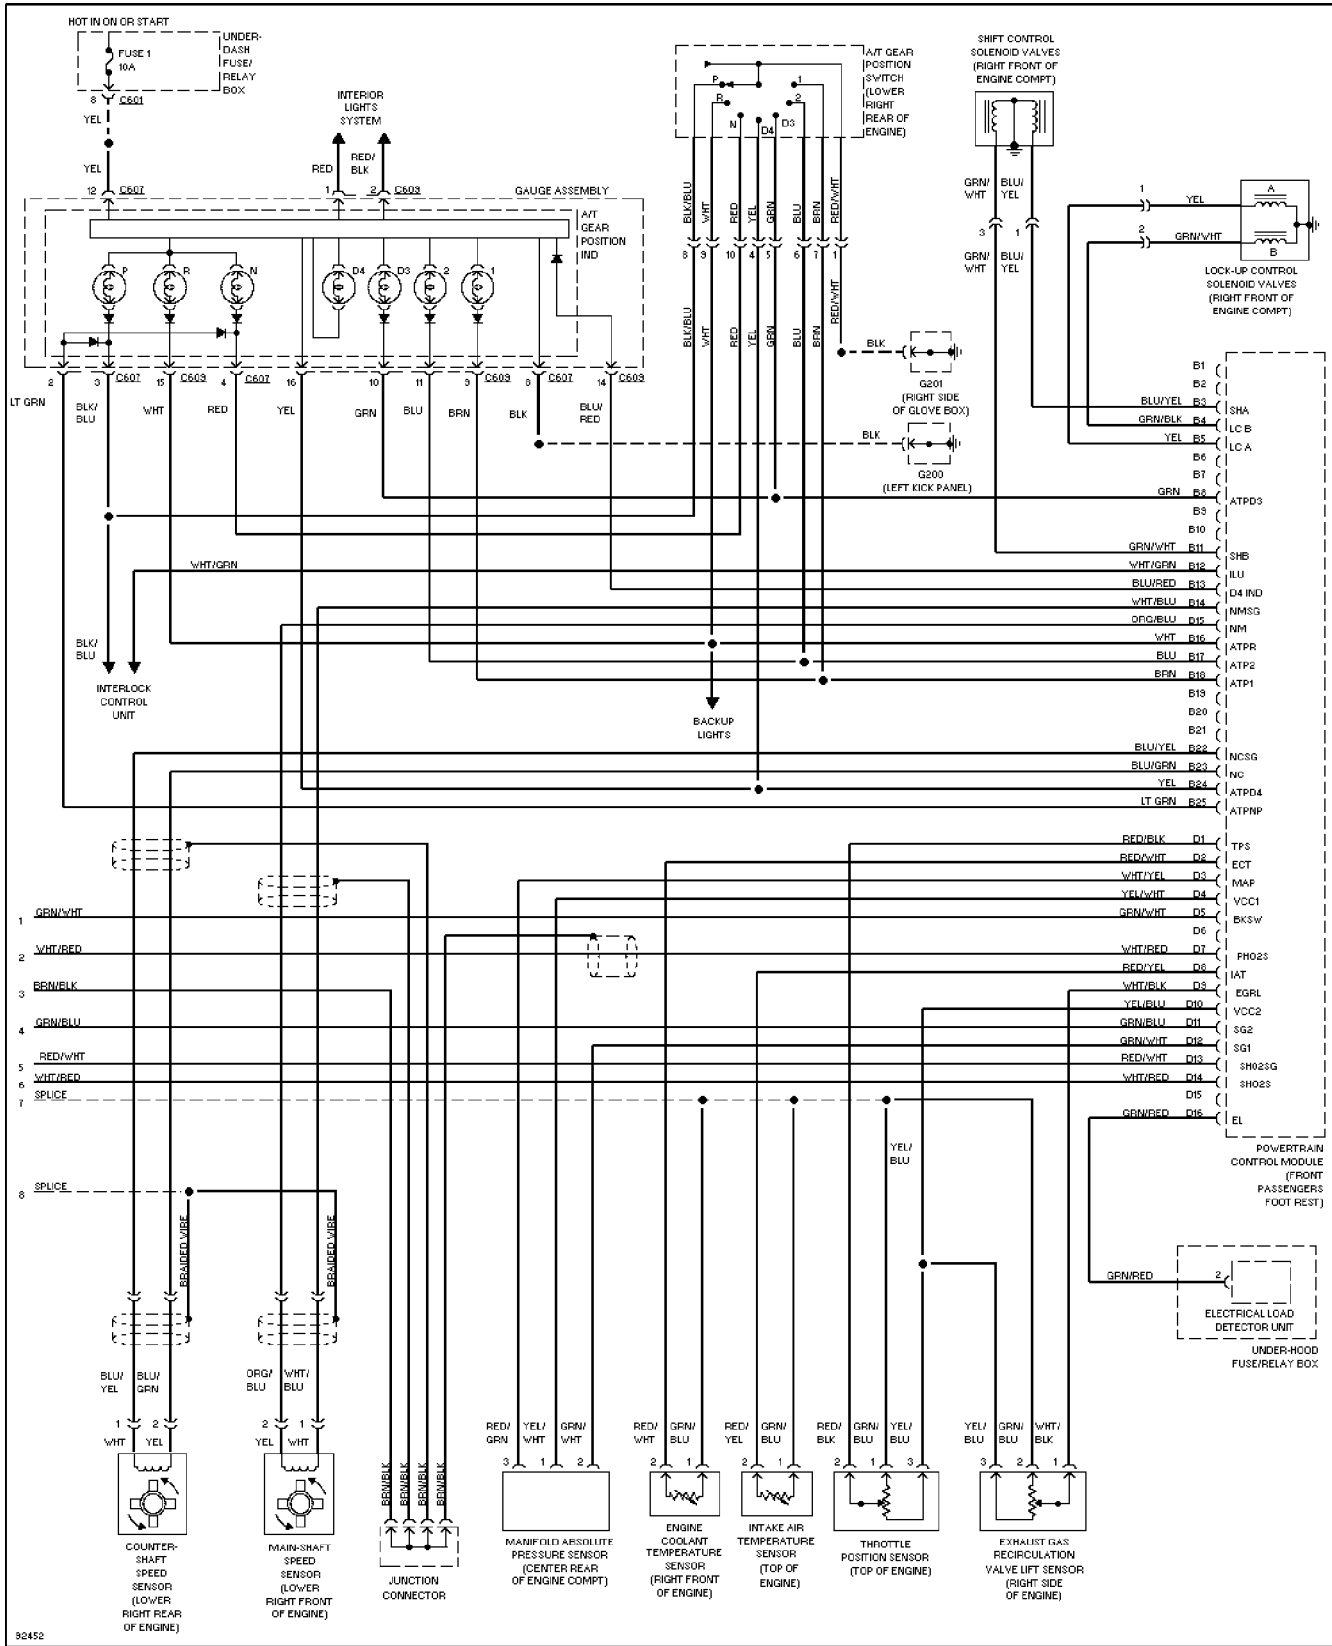 HOT IN ON OR START
FUSE 1
10A
UNDER-
DASH
FUSE/
RELAY
BOX
8 C601
YEL
YEL
12 C607
INTERIOR
LIGHTS
SYSTEM
RED
RED/
BLK
1
2 C609
GAUGE ASSEMBLY
A/T
GEAR
POSITION
IND
P
R
N
D4
D3
2
1
2
3 C607
15 C609
4 C607
16
10
11
9 C609
8 C607
14 C609
LT GRN
BLK/
BLU
WHT
RED
YEL
GRN
BLU
BRN
BLK
BLU/
RED
A/T GEAR
POSITION
SWITCH
(LOWER
RIGHT
REAR OF
ENGINE)
P
R
N
D4
D3
2
1
BLK/BLU
WHT
RED
YEL
GRN
BLU
BRN
RED/WHT
8
9
10
4
5
6
7
1
BLK/BLU
WHT
RED
YEL
GRN
BLU
BRN
RED/WHT
BLK
G201
(RIGHT SIDE
OF GLOVE BOX)
BLK
G200
(LEFT KICK PANEL)
SHIFT CONTROL
SOLENOID VALVES
(RIGHT FRONT OF
ENGINE COMPT)
GRN/
WHT
BLU/
YEL
3
1
GRN/
WHT
BLU/
YEL
1
YEL
2
GRN/WHT
A
B
LOCK-UP CONTROL
SOLENOID VALVES
(RIGHT FRONT OF
ENGINE COMPT)
B1
B2
BLU/YEL B3 SHA
GRN/BLK B4 LC B
YEL B5 LC A
B6
B7
GRN B8 ATPD3
B9
B10
GRN/WHT B11 SHB
WHT/GRN B12 ILU
BLU/RED B13 D4 IND
WHT/BLU B14 NMSG
ORG/BLU B15 NM
WHT B16 ATPR
BLU B17 ATP2
BRN B18 ATP1
B19
B20
B21
BLU/YEL B22 NCSG
BLU/GRN B23 NC
YEL B24 ATPD4
LT GRN B25 ATPNP
WHT/GRN
BLK/
BLU
INTERLOCK
CONTROL
UNIT
BACKUP
LIGHTS
RED/BLK D1 TPS
RED/WHT D2 ECT
WHT/YEL D3 MAP
YEL/WHT D4 VCC1
GRN/WHT D5 BKSW
D6
WHT/RED D7 PHO2S
RED/YEL D8 IAT
WHT/BLK D9 EGRL
YEL/BLU D10 VCC2
GRN/BLU D11 SG2
GRN/WHT D12 SG1
RED/WHT D13 SHO2SG
WHT/RED D14 SHO2S
D15
GRN/RED D16 EL
POWERTRAIN
CONTROL MODULE
(FRONT
PASSENGERS
FOOT REST)
1 GRN/WHT
2 WHT/RED
3 BRN/BLK
4 GRN/BLU
5 RED/WHT
6 WHT/RED
7 SPLICE
8 SPLICE
YEL/
BLU
BRAIDED WIRE
BRAIDED WIRE
GRN/RED
2
ELECTRICAL LOAD
DETECTOR UNIT
UNDER-HOOD
FUSE/RELAY BOX
BLU/
YEL
BLU/
GRN
1
2
WHT
YEL
COUNTER-
SHAFT
SPEED
SENSOR
(LOWER
RIGHT REAR
OF ENGINE)
ORG/
BLU
WHT/
BLU
2
1
YEL
WHT
MAIN-SHAFT
SPEED
SENSOR
(LOWER
RIGHT FRONT
OF ENGINE)
BRN/BLK
BRN/BLK
BRN/BLK
BRN/BLK
JUNCTION
CONNECTOR
RED/
GRN
YEL/
WHT
GRN/
WHT
3
1
2
MANIFOLD ABSOLUTE
PRESSURE SENSOR
(CENTER REAR
OF ENGINE COMPT)
RED/
WHT
GRN/
BLU
2
1
ENGINE
COOLANT
TEMPERATURE
SENSOR
(RIGHT FRONT
OF ENGINE)
RED/
YEL
GRN/
BLU
2
1
INTAKE AIR
TEMPERATURE
SENSOR
(TOP OF
ENGINE)
RED/
BLK
GRN/
BLU
YEL/
BLU
2
1
3
THROTTLE
POSITION SENSOR
(TOP OF ENGINE)
YEL/
BLU
GRN/
BLU
WHT/
BLK
3
2
1
EXHAUST GAS
RECIRCULATION
VALVE LIFT SENSOR
(RIGHT SIDE
OF ENGINE)
92452